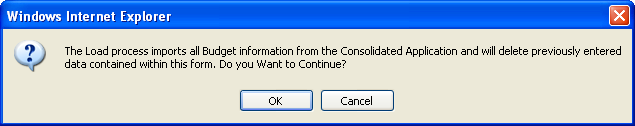 Windows Internet Explorer
The Load process imports all Budget information from the Consolidated Application and will delete previously entered
data contained within this form. Do you Want to Continue?
OK Cancel